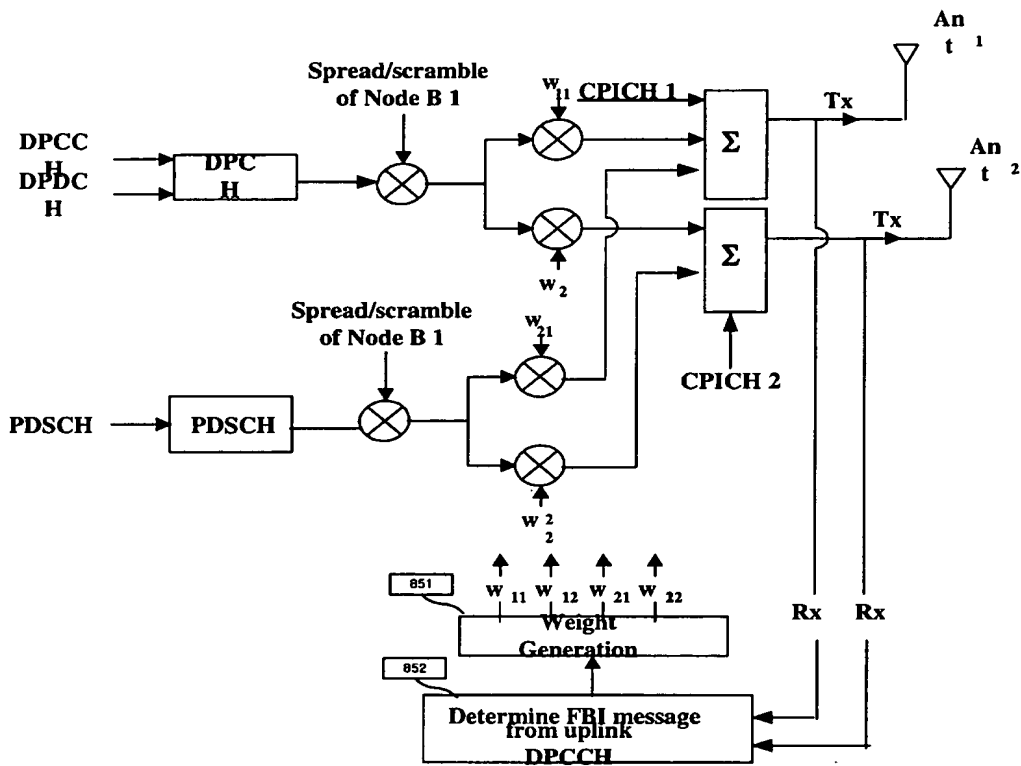 An
t 1
Spread/scramble
of Node B 1
w
11
CPICH 1
Tx
An
t 2
DPCC
H
DPDC
H
DPC
H
Σ
Tx
Σ
w
2
Spread/scramble
of Node B 1
w
21
CPICH 2
PDSCH
PDSCH
w 2
2
851
w 11 w 12 w 21 w 22
Rx Rx
Weight
Generation
852
Determine FBI message
from uplink
DPCCH